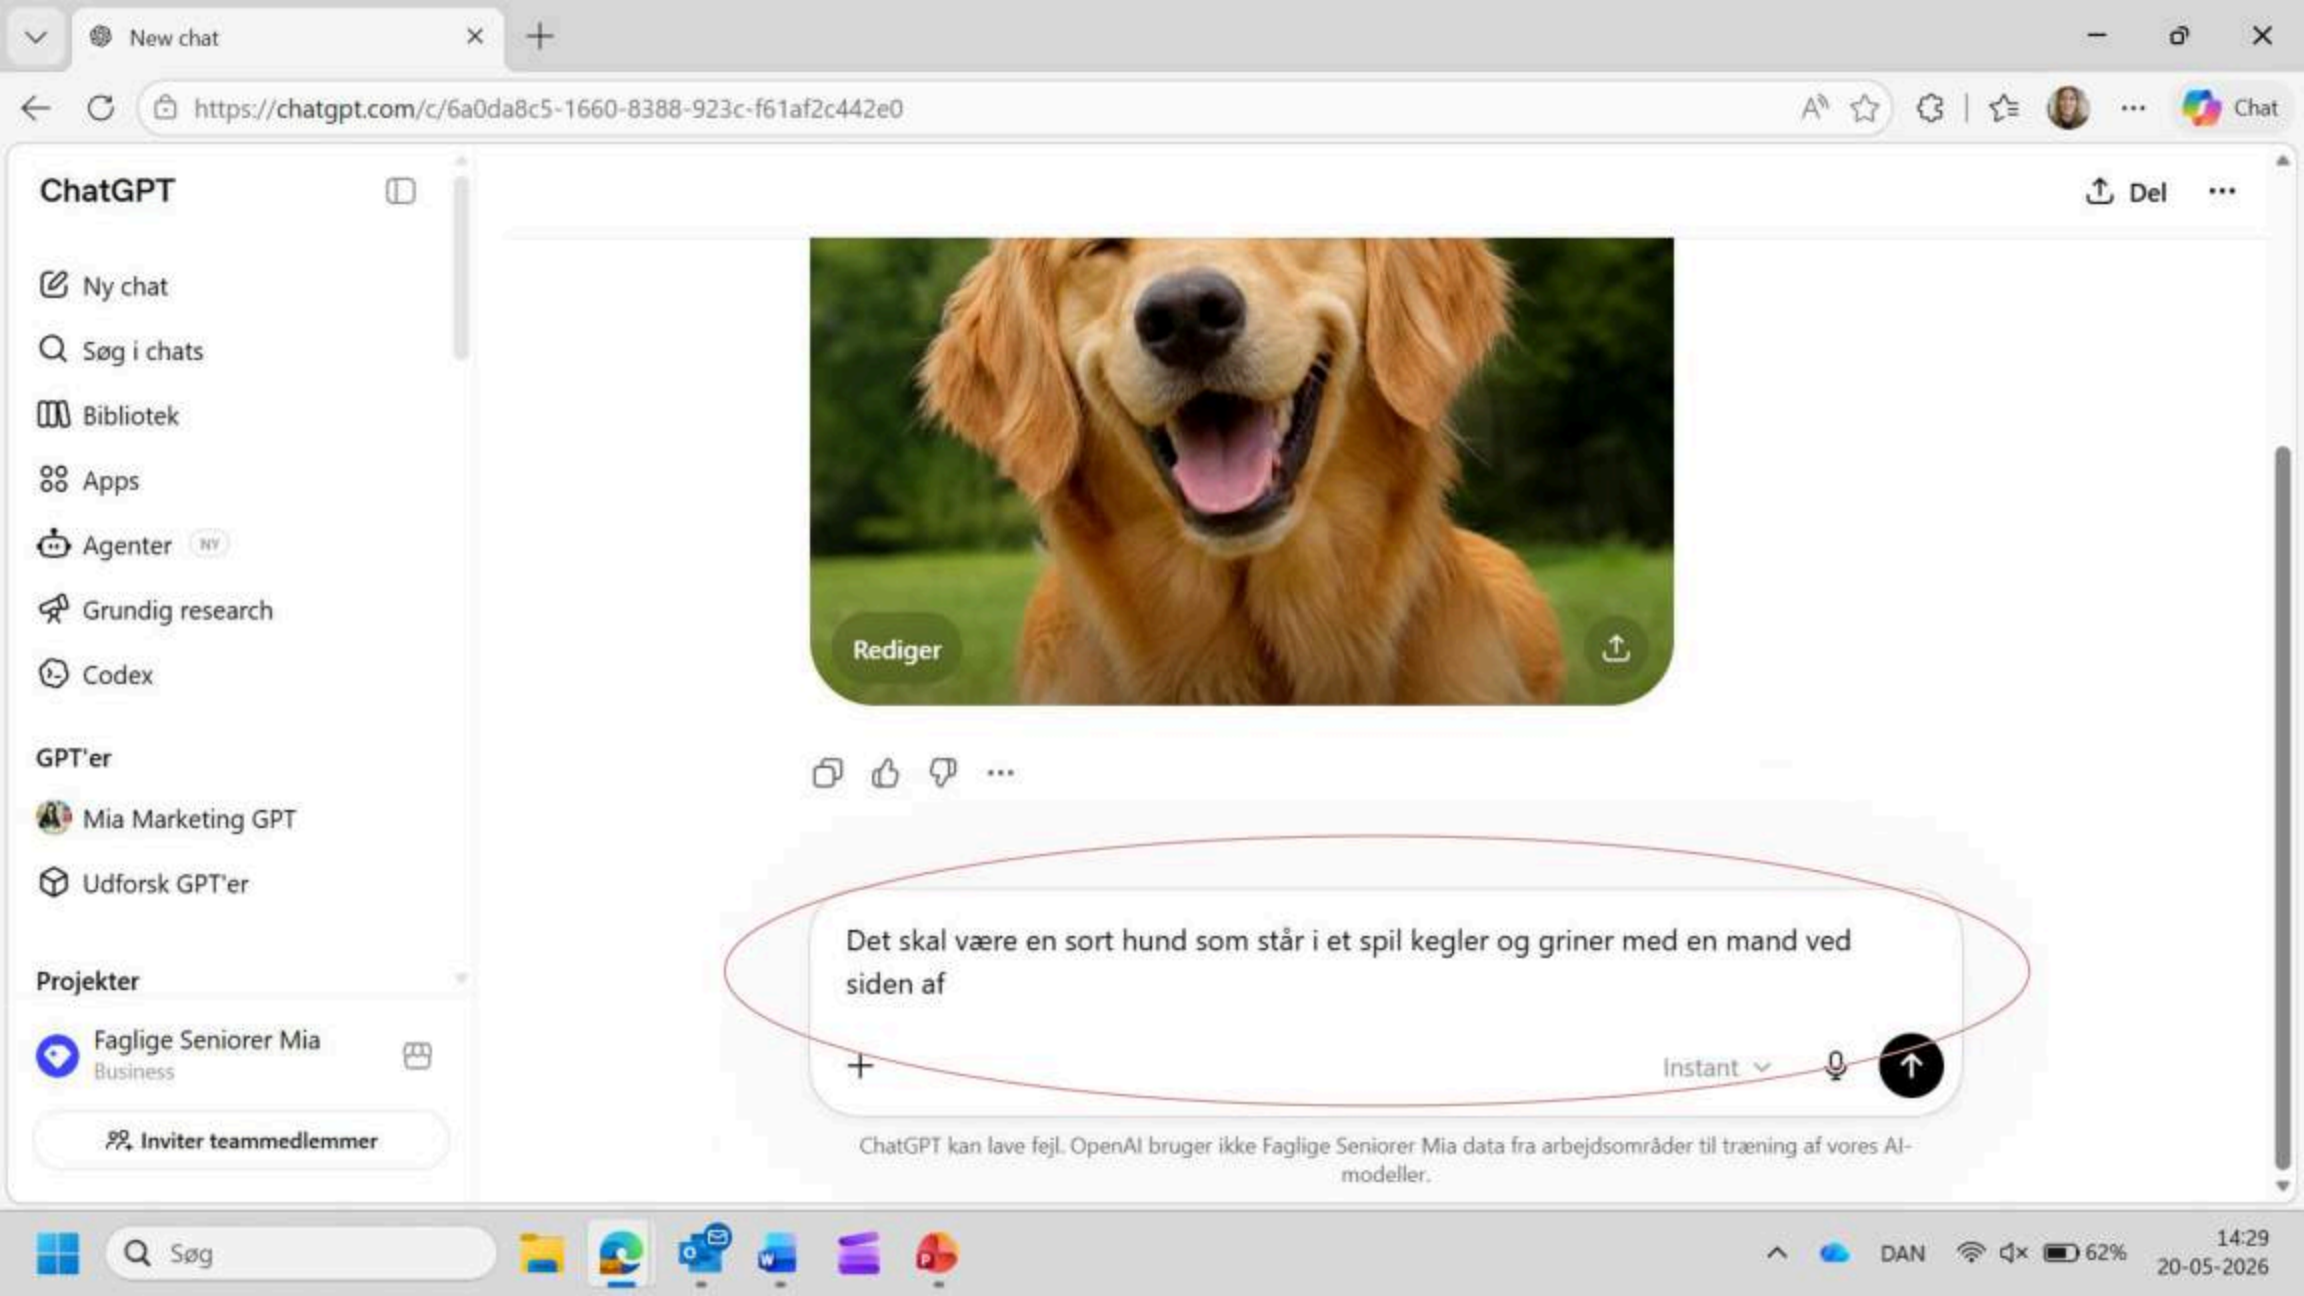 New chat
https://chatgpt.com/c/6a0da8c5-1660-8388-923c-f61af2c442e0
Chat
ChatGPT
Del
Ny chat
Søg i chats
Bibliotek
Apps
Agenter NY
Grundig research
Codex
GPT'er
Mia Marketing GPT
Udforsk GPT'er
Projekter
Faglige Seniorer Mia
Business
Inviter teammedlemmer
Rediger
Det skal være en sort hund som står i et spil kegler og griner med en mand ved
siden af
Instant
ChatGPT kan lave fejl. OpenAI bruger ikke Faglige Seniorer Mia data fra arbejdsområder til træning af vores AI-
modeller.
Søg
DAN
62%
14:29
20-05-2026